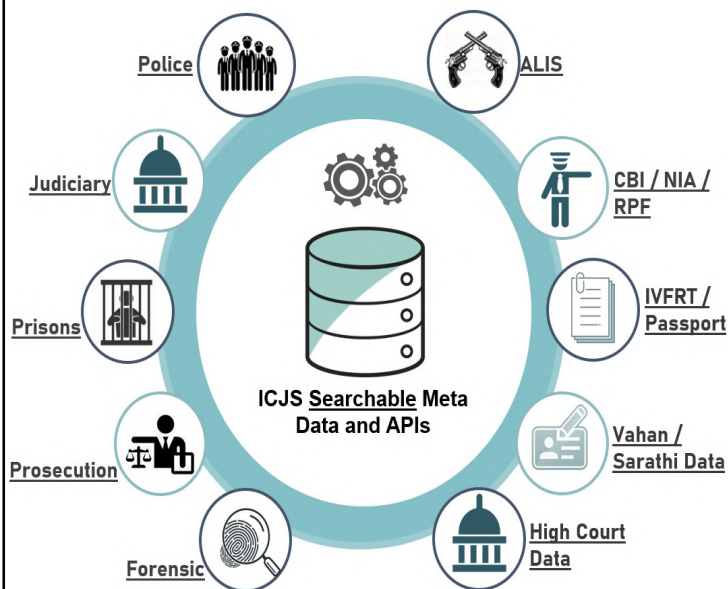 Police
ALIS
Judiciary
CBI / NIA /
RPF
Prisons
IVFRT /
Passport
ICJS Searchable Meta
Data and APIs
Prosecution
Vahan /
Sarathi Data
Forensic
High Court
Data